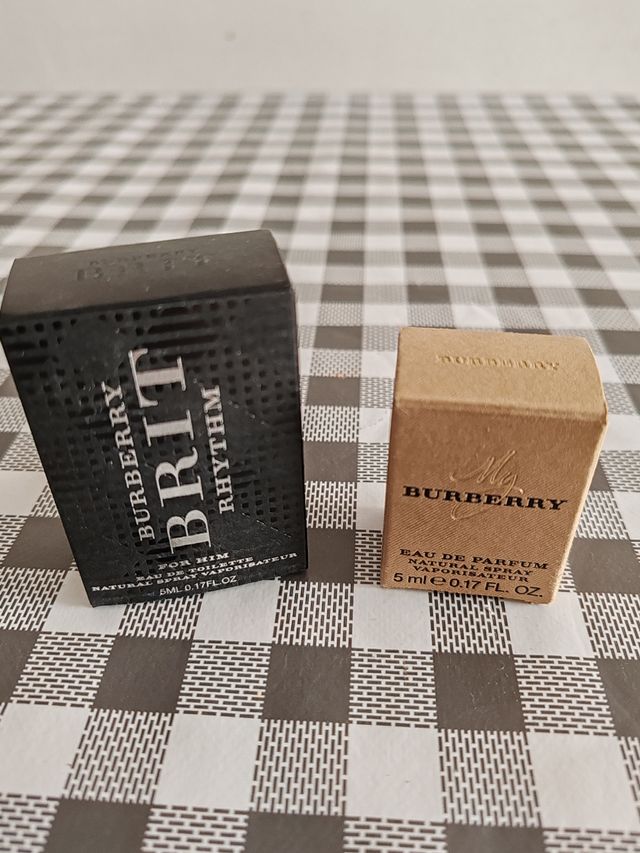 BURBERRY
BRIT
RHYTHM
FOR HIM
EAU DE TOILETTE
NATURAL SPRAY VAPORISATEUR
5ML 0.17FL.OZ
BURBERRY
My
BURBERRY
EAU DE PARFUM
NATURAL SPRAY
VAPORISATEUR
5 ml e 0.17 FL. OZ.